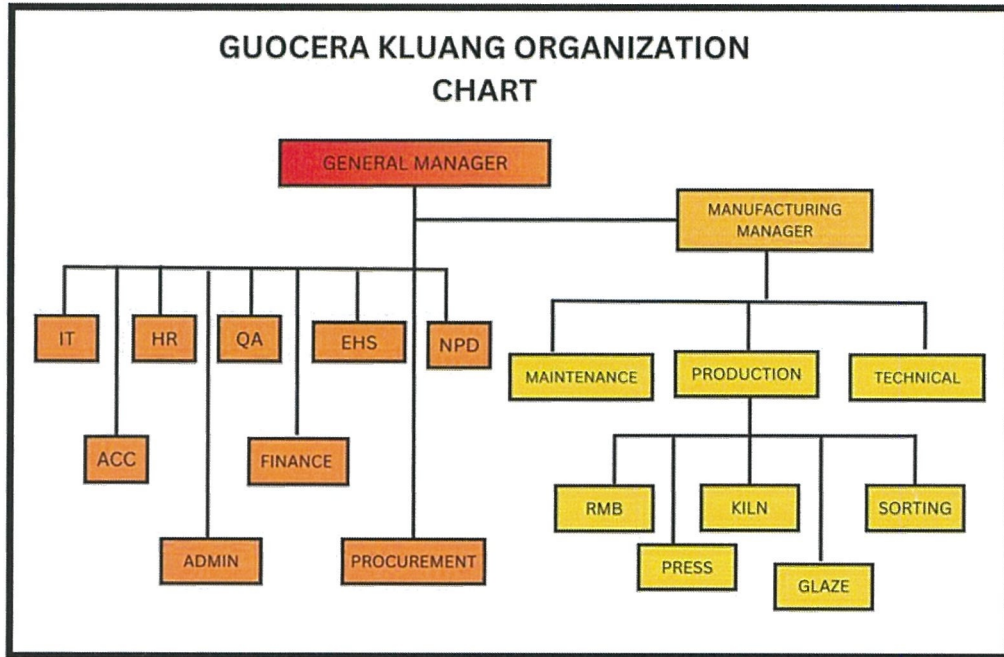 GUOCERA KLUANG ORGANIZATION
CHART
GENERAL MANAGER
MANUFACTURING
MANAGER
IT
HR
QA
EHS
NPD
MAINTENANCE
PRODUCTION
TECHNICAL
ACC
FINANCE
RMB
KILN
SORTING
ADMIN
PROCUREMENT
PRESS
GLAZE